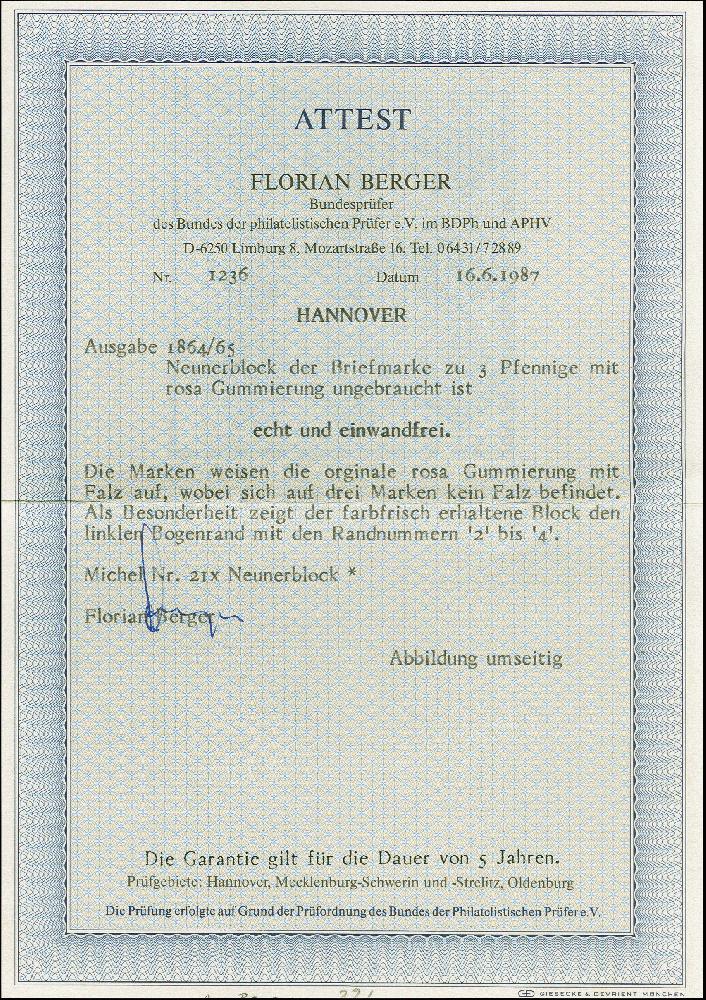 ATTEST
FLORIAN BERGER
Bundesprüfer
des Bundes der philatelistischen Prüfer e.V. im BDPh und APHV
D-6250 Limburg 8, Mozartstraße 16, Tel. 06431/72889
Nr. 1236 Datum 16.6.1987
HANNOVER
Ausgabe 1864/65
Neunerblock der Briefmarke zu 3 Pfennige mit
rosa Gummierung ungebraucht ist
echt und einwandfrei.
Die Marken weisen die orginale rosa Gummierung mit
Falz auf, wobei sich auf drei Marken kein Falz befindet.
Als Besonderheit zeigt der farbfrisch erhaltene Block den
linklen Bogenrand mit den Randnummern '2' bis '4'.
Michel Nr. 21x Neunerblock *
Florian Berger
Abbildung umseitig
Die Garantie gilt für die Dauer von 5 Jahren.
Prüfgebiete: Hannover, Mecklenburg-Schwerin und -Strelitz, Oldenburg
Die Prüfung erfolgte auf Grund der Prüfordnung des Bundes der Philatelistischen Prüfer e.V.
GIESECKE & DEVRIENT MÜNCHEN